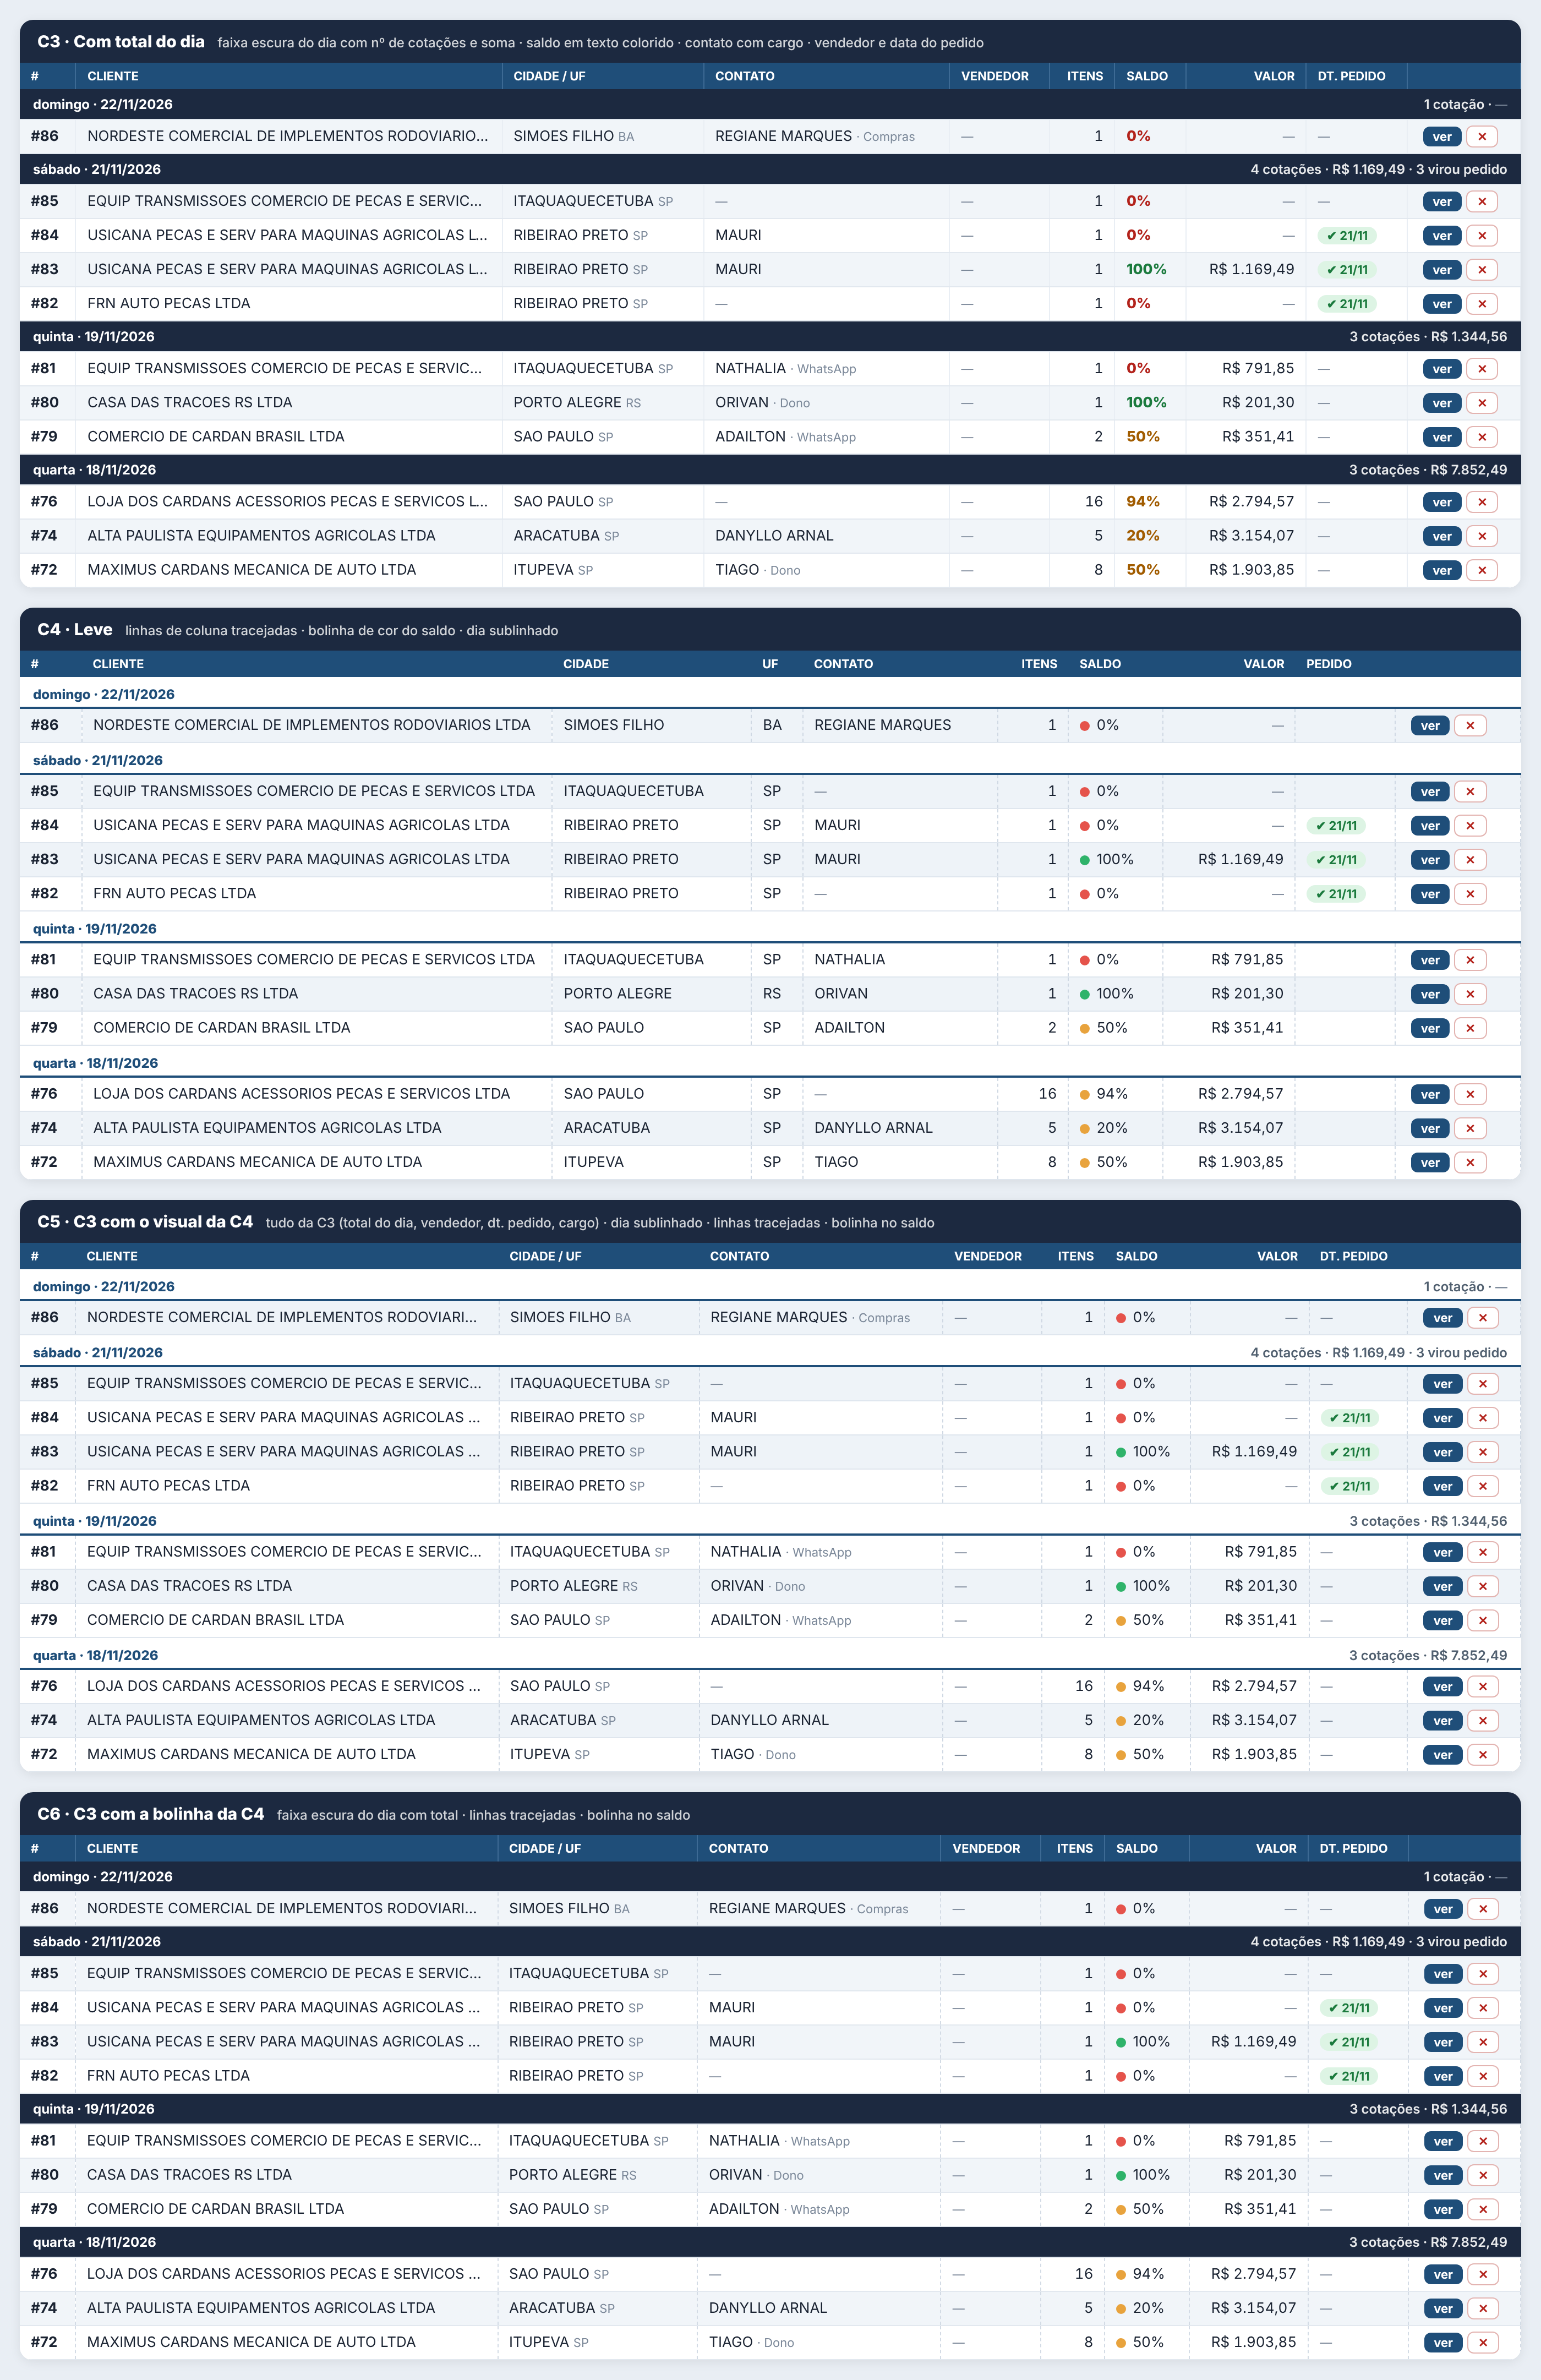 C3 · Com total do dia faixa escura do dia com nº de cotações e soma · saldo em texto colorido · contato com cargo · vendedor e data do pedido
# CLIENTE CIDADE / UF CONTATO VENDEDOR ITENS SALDO VALOR DT. PEDIDO
domingo · 22/11/2026 1 cotação · —
#86 NORDESTE COMERCIAL DE IMPLEMENTOS RODOVIARIO... SIMOES FILHO BA REGIANE MARQUES · Compras — 1 0% — — ver ×
sábado · 21/11/2026 4 cotações · R$ 1.169,49 · 3 virou pedido
#85 EQUIP TRANSMISSOES COMERCIO DE PECAS E SERVIC... ITAQUAQUECETUBA SP — — 1 0% — — ver ×
#84 USICANA PECAS E SERV PARA MAQUINAS AGRICOLAS L... RIBEIRAO PRETO SP MAURI — 1 0% — ✔ 21/11 ver ×
#83 USICANA PECAS E SERV PARA MAQUINAS AGRICOLAS L... RIBEIRAO PRETO SP MAURI — 1 100% R$ 1.169,49 ✔ 21/11 ver ×
#82 FRN AUTO PECAS LTDA RIBEIRAO PRETO SP — — 1 0% — ✔ 21/11 ver ×
quinta · 19/11/2026 3 cotações · R$ 1.344,56
#81 EQUIP TRANSMISSOES COMERCIO DE PECAS E SERVIC... ITAQUAQUECETUBA SP NATHALIA · WhatsApp — 1 0% R$ 791,85 — ver ×
#80 CASA DAS TRACOES RS LTDA PORTO ALEGRE RS ORIVAN · Dono — 1 100% R$ 201,30 — ver ×
#79 COMERCIO DE CARDAN BRASIL LTDA SAO PAULO SP ADAILTON · WhatsApp — 2 50% R$ 351,41 — ver ×
quarta · 18/11/2026 3 cotações · R$ 7.852,49
#76 LOJA DOS CARDANS ACESSORIOS PECAS E SERVICOS L... SAO PAULO SP — — 16 94% R$ 2.794,57 — ver ×
#74 ALTA PAULISTA EQUIPAMENTOS AGRICOLAS LTDA ARACATUBA SP DANYLLO ARNAL — 5 20% R$ 3.154,07 — ver ×
#72 MAXIMUS CARDANS MECANICA DE AUTO LTDA ITUPEVA SP TIAGO · Dono — 8 50% R$ 1.903,85 — ver ×
C4 · Leve linhas de coluna tracejadas · bolinha de cor do saldo · dia sublinhado
# CLIENTE CIDADE UF CONTATO ITENS SALDO VALOR PEDIDO
domingo · 22/11/2026
#86 NORDESTE COMERCIAL DE IMPLEMENTOS RODOVIARIOS LTDA SIMOES FILHO BA REGIANE MARQUES 1 0% — ver ×
sábado · 21/11/2026
#85 EQUIP TRANSMISSOES COMERCIO DE PECAS E SERVICOS LTDA ITAQUAQUECETUBA SP — 1 0% — ver ×
#84 USICANA PECAS E SERV PARA MAQUINAS AGRICOLAS LTDA RIBEIRAO PRETO SP MAURI 1 0% — ✔ 21/11 ver ×
#83 USICANA PECAS E SERV PARA MAQUINAS AGRICOLAS LTDA RIBEIRAO PRETO SP MAURI 1 100% R$ 1.169,49 ✔ 21/11 ver ×
#82 FRN AUTO PECAS LTDA RIBEIRAO PRETO SP — 1 0% — ✔ 21/11 ver ×
quinta · 19/11/2026
#81 EQUIP TRANSMISSOES COMERCIO DE PECAS E SERVICOS LTDA ITAQUAQUECETUBA SP NATHALIA 1 0% R$ 791,85 ver ×
#80 CASA DAS TRACOES RS LTDA PORTO ALEGRE RS ORIVAN 1 100% R$ 201,30 ver ×
#79 COMERCIO DE CARDAN BRASIL LTDA SAO PAULO SP ADAILTON 2 50% R$ 351,41 ver ×
quarta · 18/11/2026
#76 LOJA DOS CARDANS ACESSORIOS PECAS E SERVICOS LTDA SAO PAULO SP — 16 94% R$ 2.794,57 ver ×
#74 ALTA PAULISTA EQUIPAMENTOS AGRICOLAS LTDA ARACATUBA SP DANYLLO ARNAL 5 20% R$ 3.154,07 ver ×
#72 MAXIMUS CARDANS MECANICA DE AUTO LTDA ITUPEVA SP TIAGO 8 50% R$ 1.903,85 ver ×
C5 · C3 com o visual da C4 tudo da C3 (total do dia, vendedor, dt. pedido, cargo) · dia sublinhado · linhas tracejadas · bolinha no saldo
# CLIENTE CIDADE / UF CONTATO VENDEDOR ITENS SALDO VALOR DT. PEDIDO
domingo · 22/11/2026 1 cotação · —
#86 NORDESTE COMERCIAL DE IMPLEMENTOS RODOVIARI... SIMOES FILHO BA REGIANE MARQUES · Compras — 1 0% — — ver ×
sábado · 21/11/2026 4 cotações · R$ 1.169,49 · 3 virou pedido
#85 EQUIP TRANSMISSOES COMERCIO DE PECAS E SERVIC... ITAQUAQUECETUBA SP — — 1 0% — — ver ×
#84 USICANA PECAS E SERV PARA MAQUINAS AGRICOLAS ... RIBEIRAO PRETO SP MAURI — 1 0% — ✔ 21/11 ver ×
#83 USICANA PECAS E SERV PARA MAQUINAS AGRICOLAS ... RIBEIRAO PRETO SP MAURI — 1 100% R$ 1.169,49 ✔ 21/11 ver ×
#82 FRN AUTO PECAS LTDA RIBEIRAO PRETO SP — — 1 0% — ✔ 21/11 ver ×
quinta · 19/11/2026 3 cotações · R$ 1.344,56
#81 EQUIP TRANSMISSOES COMERCIO DE PECAS E SERVIC... ITAQUAQUECETUBA SP NATHALIA · WhatsApp — 1 0% R$ 791,85 — ver ×
#80 CASA DAS TRACOES RS LTDA PORTO ALEGRE RS ORIVAN · Dono — 1 100% R$ 201,30 — ver ×
#79 COMERCIO DE CARDAN BRASIL LTDA SAO PAULO SP ADAILTON · WhatsApp — 2 50% R$ 351,41 — ver ×
quarta · 18/11/2026 3 cotações · R$ 7.852,49
#76 LOJA DOS CARDANS ACESSORIOS PECAS E SERVICOS ... SAO PAULO SP — — 16 94% R$ 2.794,57 — ver ×
#74 ALTA PAULISTA EQUIPAMENTOS AGRICOLAS LTDA ARACATUBA SP DANYLLO ARNAL — 5 20% R$ 3.154,07 — ver ×
#72 MAXIMUS CARDANS MECANICA DE AUTO LTDA ITUPEVA SP TIAGO · Dono — 8 50% R$ 1.903,85 — ver ×
C6 · C3 com a bolinha da C4 faixa escura do dia com total · linhas tracejadas · bolinha no saldo
# CLIENTE CIDADE / UF CONTATO VENDEDOR ITENS SALDO VALOR DT. PEDIDO
domingo · 22/11/2026 1 cotação · —
#86 NORDESTE COMERCIAL DE IMPLEMENTOS RODOVIARI... SIMOES FILHO BA REGIANE MARQUES · Compras — 1 0% — — ver ×
sábado · 21/11/2026 4 cotações · R$ 1.169,49 · 3 virou pedido
#85 EQUIP TRANSMISSOES COMERCIO DE PECAS E SERVIC... ITAQUAQUECETUBA SP — — 1 0% — — ver ×
#84 USICANA PECAS E SERV PARA MAQUINAS AGRICOLAS ... RIBEIRAO PRETO SP MAURI — 1 0% — ✔ 21/11 ver ×
#83 USICANA PECAS E SERV PARA MAQUINAS AGRICOLAS ... RIBEIRAO PRETO SP MAURI — 1 100% R$ 1.169,49 ✔ 21/11 ver ×
#82 FRN AUTO PECAS LTDA RIBEIRAO PRETO SP — — 1 0% — ✔ 21/11 ver ×
quinta · 19/11/2026 3 cotações · R$ 1.344,56
#81 EQUIP TRANSMISSOES COMERCIO DE PECAS E SERVIC... ITAQUAQUECETUBA SP NATHALIA · WhatsApp — 1 0% R$ 791,85 — ver ×
#80 CASA DAS TRACOES RS LTDA PORTO ALEGRE RS ORIVAN · Dono — 1 100% R$ 201,30 — ver ×
#79 COMERCIO DE CARDAN BRASIL LTDA SAO PAULO SP ADAILTON · WhatsApp — 2 50% R$ 351,41 — ver ×
quarta · 18/11/2026 3 cotações · R$ 7.852,49
#76 LOJA DOS CARDANS ACESSORIOS PECAS E SERVICOS ... SAO PAULO SP — — 16 94% R$ 2.794,57 — ver ×
#74 ALTA PAULISTA EQUIPAMENTOS AGRICOLAS LTDA ARACATUBA SP DANYLLO ARNAL — 5 20% R$ 3.154,07 — ver ×
#72 MAXIMUS CARDANS MECANICA DE AUTO LTDA ITUPEVA SP TIAGO · Dono — 8 50% R$ 1.903,85 — ver ×